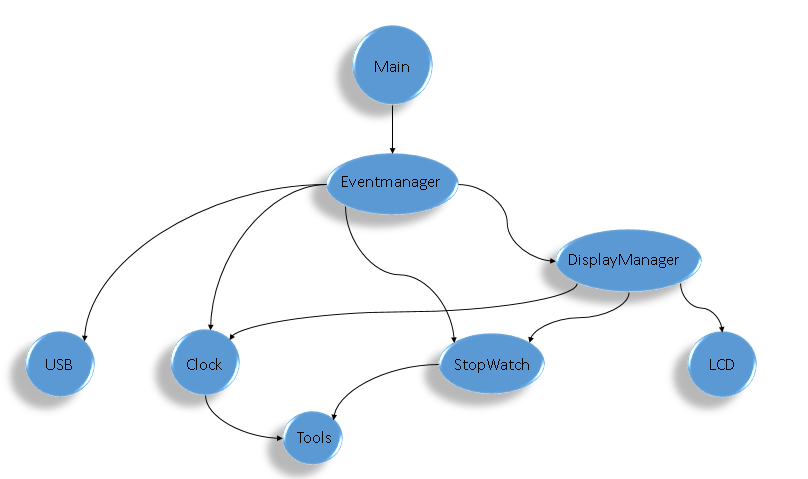 Main
Eventmanager
DisplayManager
USB
Clock
StopWatch
LCD
Tools